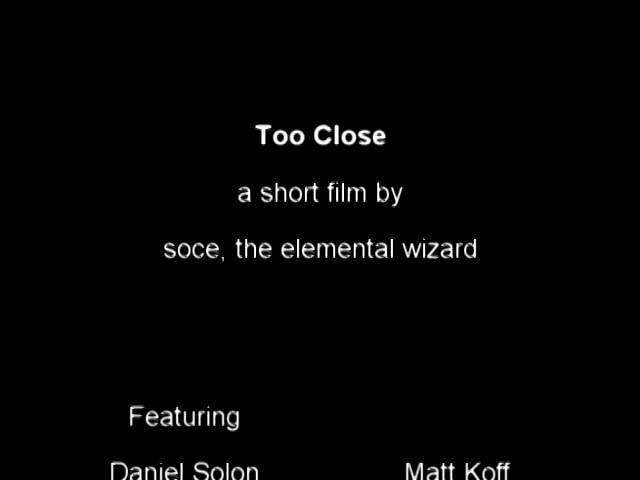 Too Close
a short film by
soce, the elemental wizard
Featuring
Daniel Solon Matt Koff